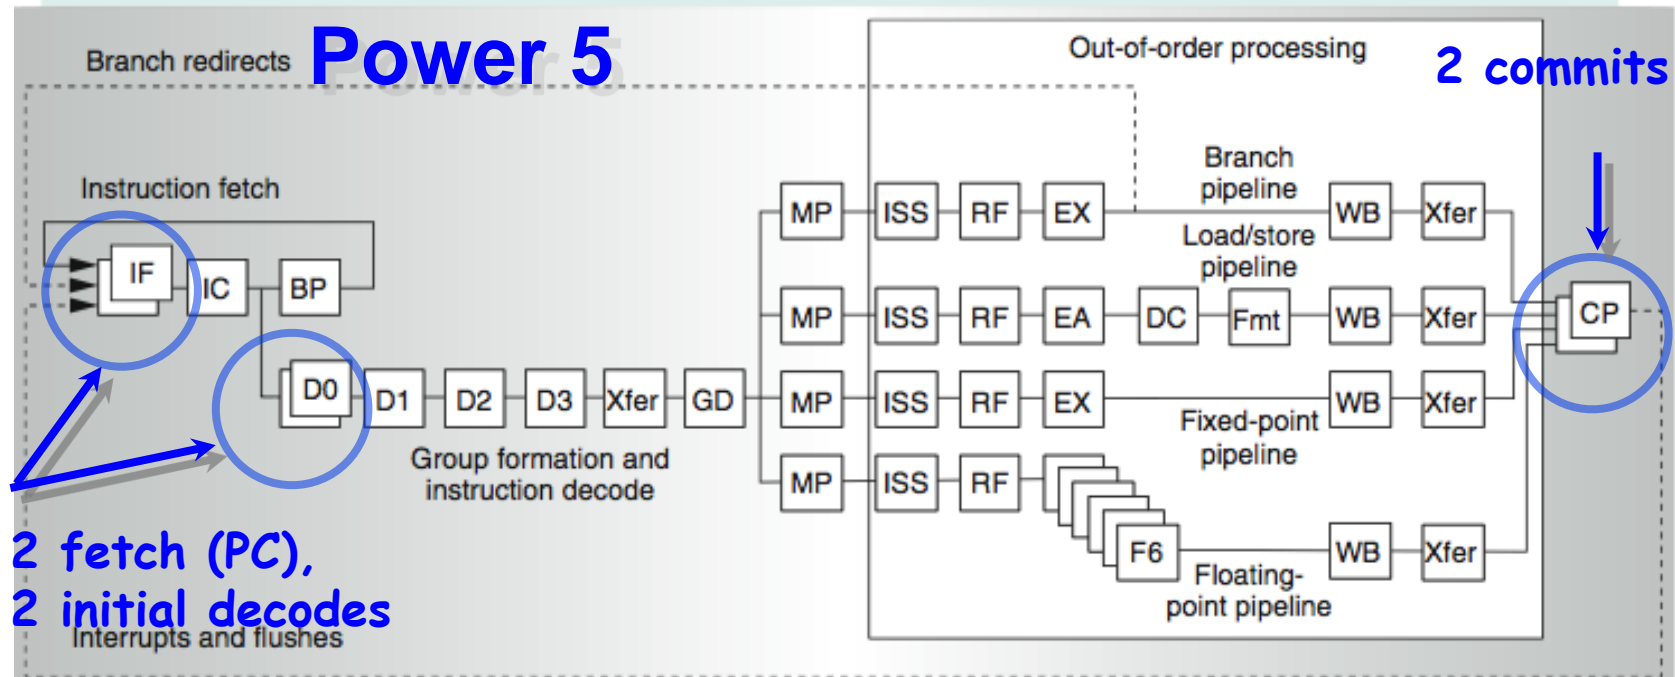 Power 5
Branch redirects
Out-of-order processing
2 commits
Instruction fetch
Branch
pipeline
MP ISS RF EX WB Xfer
Load/store
pipeline
IF IC BP
MP ISS RF EA DC Fmt WB Xfer
CP
D0 D1 D2 D3 Xfer GD
MP ISS RF EX WB Xfer
Fixed-point
pipeline
Group formation and
instruction decode
MP ISS RF
F6 WB Xfer
Floating-
point pipeline
2 fetch (PC),
2 initial decodes
Interrupts and flushes